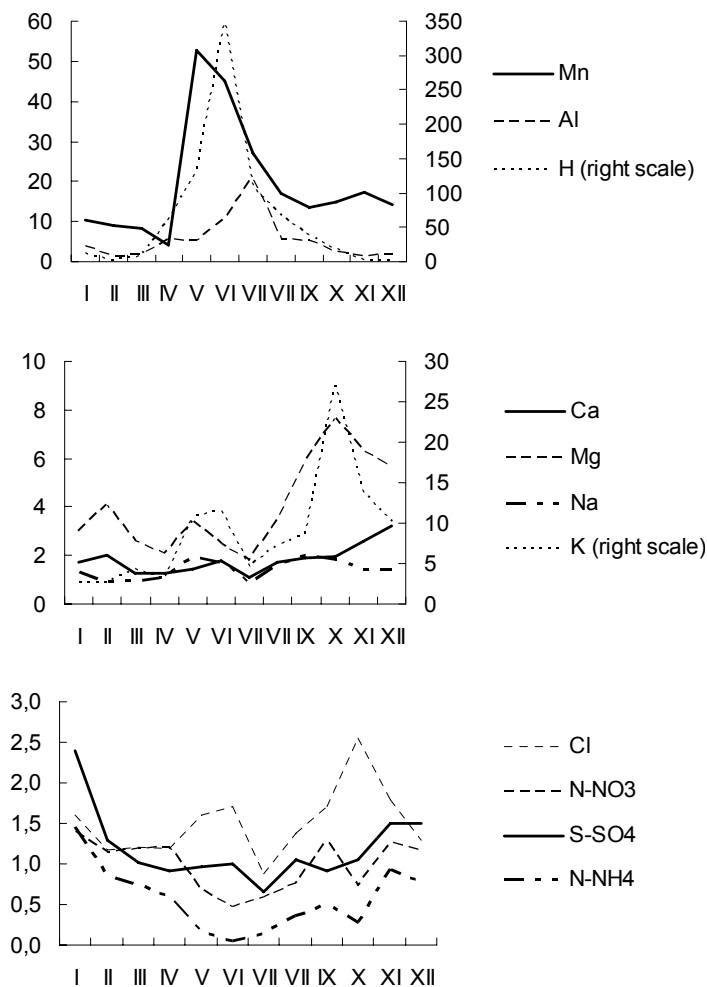 60
50
40
30
20
10
0
350
300
250
200
150
100
50
0
I II III IV V VI VII VII IX X XI XII
Mn
Al
H (right scale)
10
8
6
4
2
0
30
25
20
15
10
5
0
I II III IV V VI VII VII IX X XI XII
Ca
Mg
Na
K (right scale)
3,0
2,5
2,0
1,5
1,0
0,5
0,0
I II III IV V VI VII VII IX X XI XII
Cl
N-NO3
S-SO4
N-NH4